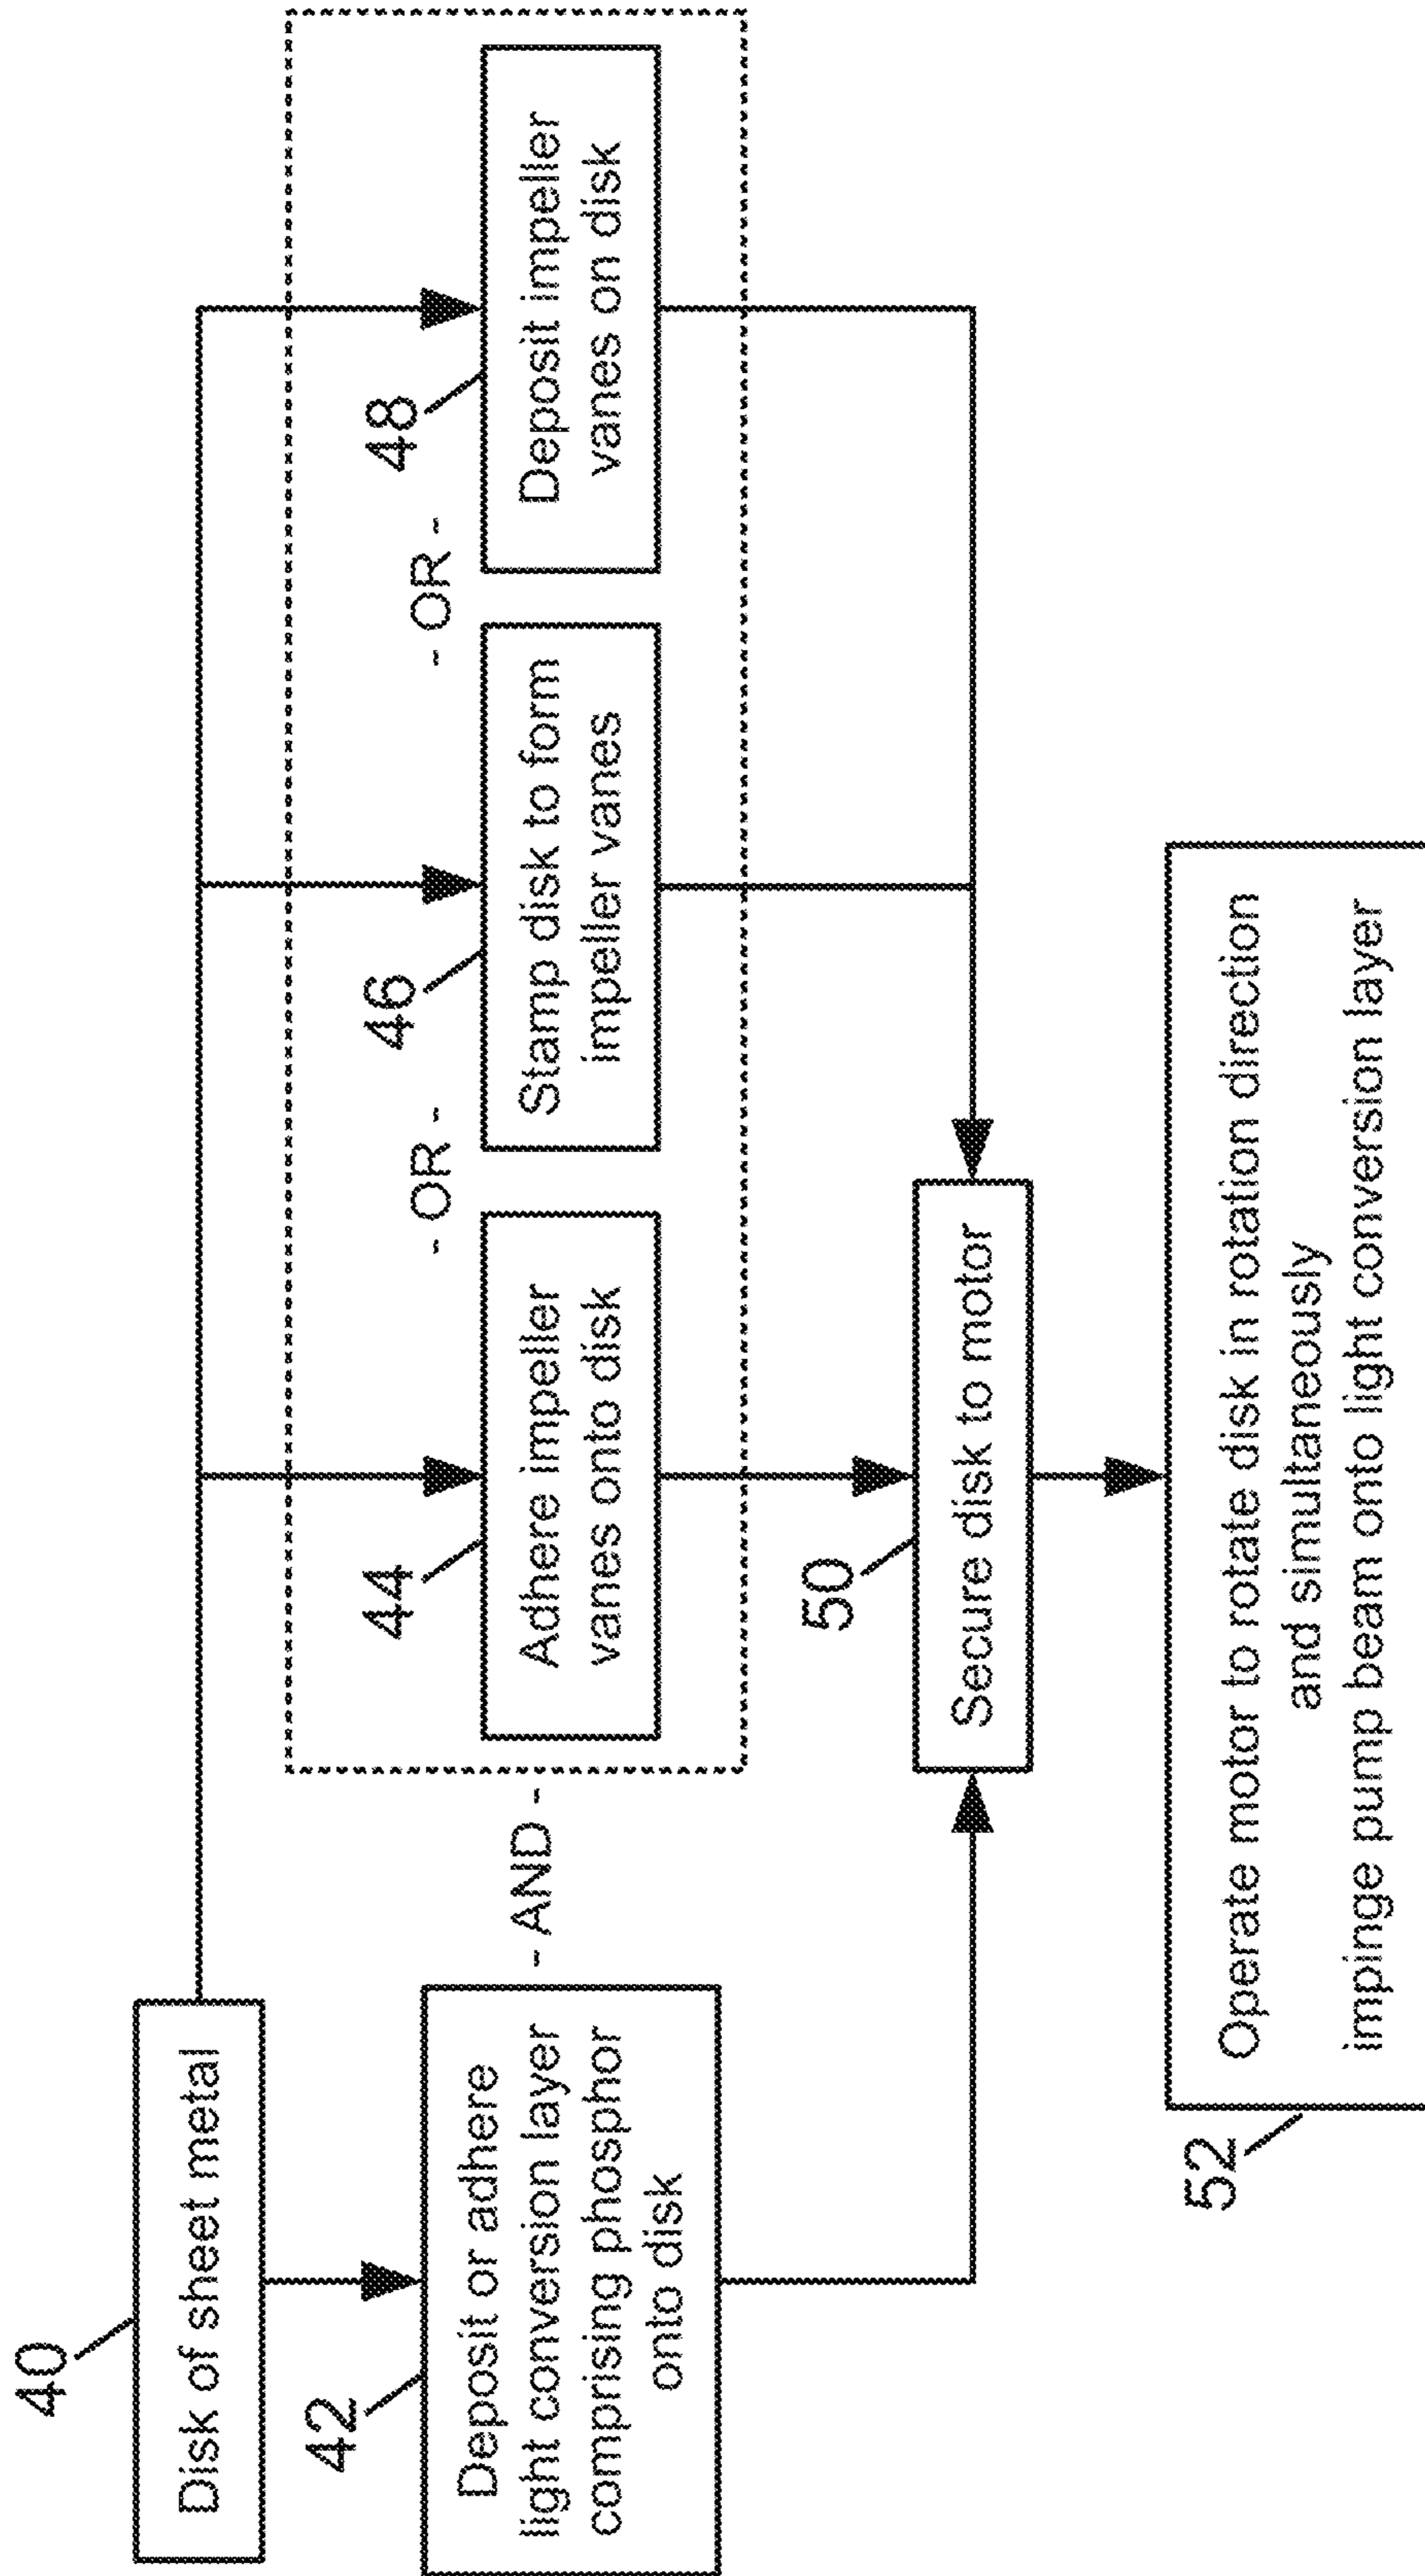 40
Disk of sheet metal
42
Deposit or adhere
light conversion layer
comprising phosphor
onto disk
- AND -
44
Adhere impeller
vanes onto disk
- OR -
46
Stamp disk to form
impeller vanes
- OR -
48
Deposit impeller
vanes on disk
50
Secure disk to motor
52
Operate motor to rotate disk in rotation direction
and simultaneously
impinge pump beam onto light conversion layer